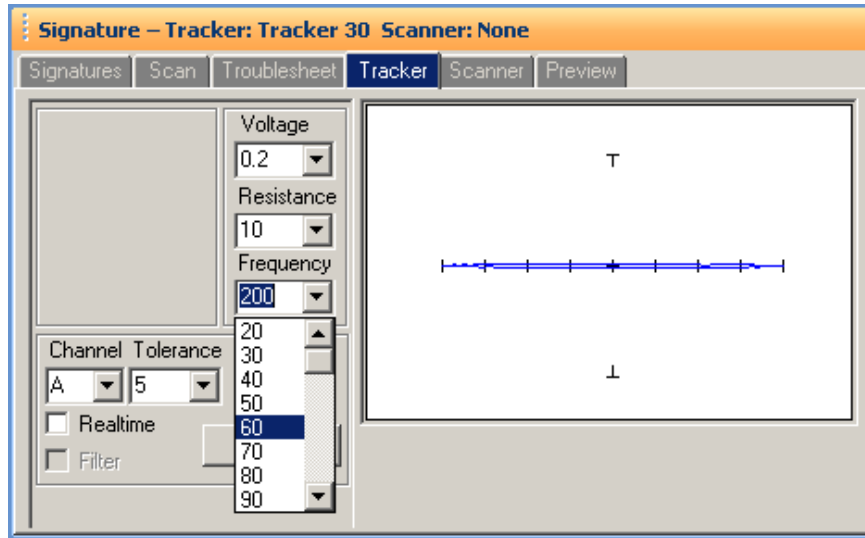 Signature – Tracker: Tracker 30 Scanner: None
Signatures Scan Troublesheet Tracker Scanner Preview
Voltage
0.2
Resistance
10
Frequency
200
20
30
40
50
60
70
80
90
Channel Tolerance
A 5
Realtime
Filter